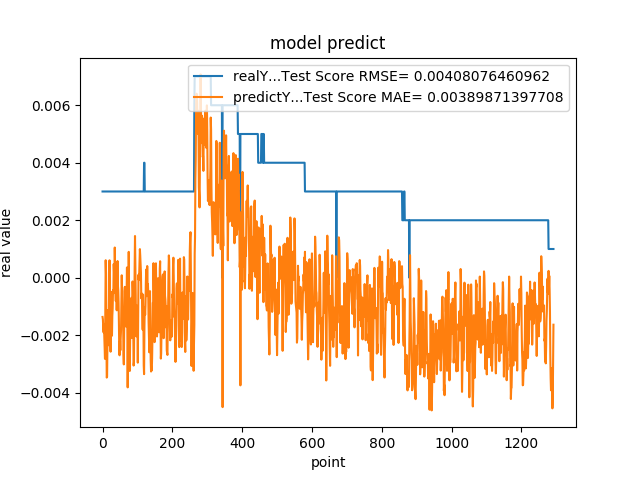 model predict
realY...Test Score RMSE= 0.00408076460962
predictY...Test Score MAE= 0.00389871397708
0.006
0.004
0.002
0.000
−0.002
−0.004
real value
0 200 400 600 800 1000 1200
point